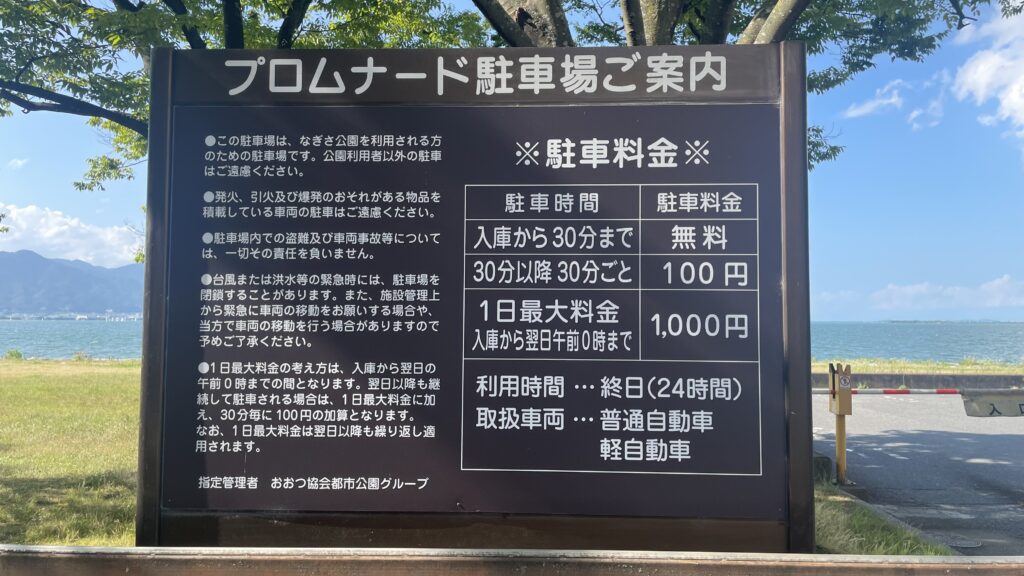 プロムナード駐車場ご案内
●この駐車場は、なぎさ公園を利用される方
のための駐車場です。公園利用者以外の駐車
はご遠慮ください。
●発火、引火及び爆発のおそれがある物品を
積載している車両の駐車はご遠慮ください。
●駐車場内での盗難及び車両事故等について
は、一切その責任を負いません。
●台風または洪水等の緊急時には、駐車場を
閉鎖することがあります。また、施設管理上
から緊急に車両の移動をお願いする場合や、
当方で車両の移動を行う場合がありますので
予めご了承ください。
●1日最大料金の考え方は、入庫から翌日の
午前0時までの間となります。翌日以降も継
続して駐車される場合は、1日最大料金に加
え、30分毎に100円の加算となります。
なお、1日最大料金は翌日以降も繰り返し適
用されます。
指定管理者 おおつ協会都市公園グループ
※駐車料金※
駐車時間 駐車料金
入庫から30分まで 無料
30分以降30分ごと 100円
1日最大料金
入庫から翌日午前0時まで 1,000円
利用時間 … 終日(24時間)
取扱車両 … 普通自動車
軽自動車
入口